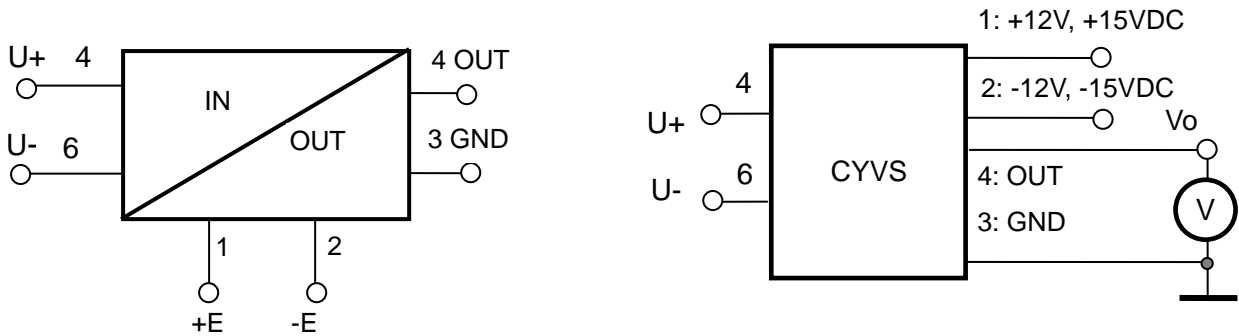 U+ 4
IN
4 OUT
U- 6
OUT
3 GND
1
2
+E
-E
1: +12V, +15VDC
2: -12V, -15VDC
4
U+
Vo
CYVS
6
U-
4: OUT
3: GND
V